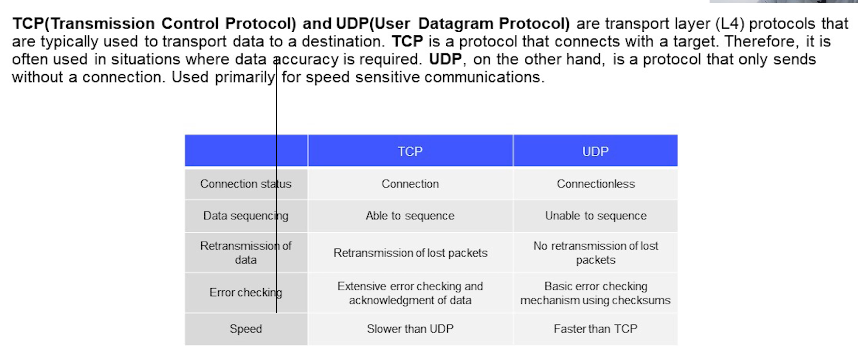 TCP(Transmission Control Protocol) and UDP(User Datagram Protocol) are transport layer (L4) protocols that
are typically used to transport data to a destination. TCP is a protocol that connects with a target. Therefore, it is
often used in situations where data accuracy is required. UDP, on the other hand, is a protocol that only sends
without a connection. Used primarily for speed sensitive communications.
TCP UDP
Connection status Connection Connectionless
Data sequencing Able to sequence Unable to sequence
Retransmission of
data
Retransmission of lost packets
No retransmission of lost
packets
Error checking
Extensive error checking and
acknowledgment of data
Basic error checking
mechanism using checksums
Speed Slower than UDP Faster than TCP